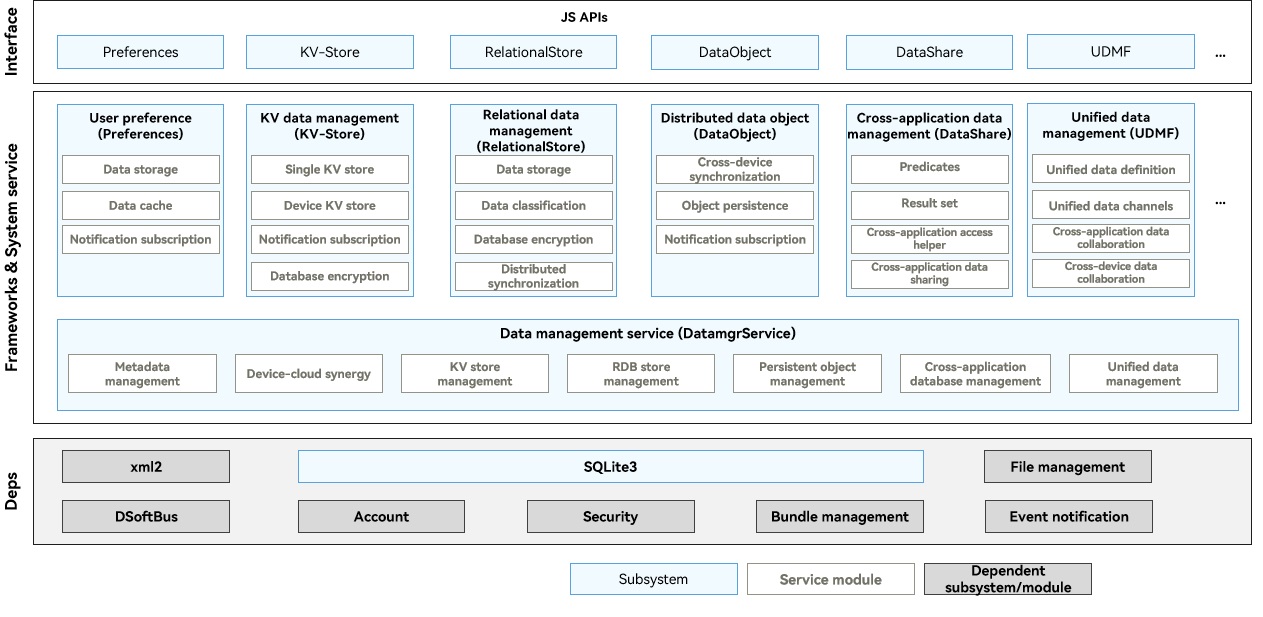 Interface
JS APIs
Preferences
KV-Store
RelationalStore
DataObject
DataShare
UDMF
...
Frameworks & System service
User preference
(Preferences)
Data storage
Data cache
Notification subscription
KV data management
(KV-Store)
Single KV store
Device KV store
Notification subscription
Database encryption
Relational data
management
(RelationalStore)
Data storage
Data classification
Database encryption
Distributed
synchronization
Distributed data object
(DataObject)
Cross-device
synchronization
Object persistence
Notification subscription
Cross-application data
management (DataShare)
Predicates
Result set
Cross-application access
helper
Cross-application data
sharing
Unified data
management (UDMF)
Unified data definition
Unified data channels
Cross-application data
collaboration
Cross-device data
collaboration
...
Data management service (DatamgrService)
Metadata
management
Device-cloud synergy
KV store
management
RDB store
management
Persistent object
management
Cross-application
database management
Unified data
management
Deps
xml2
SQLite3
File management
DSoftBus
Account
Security
Bundle management
Event notification
Subsystem
Service module
Dependent
subsystem/module